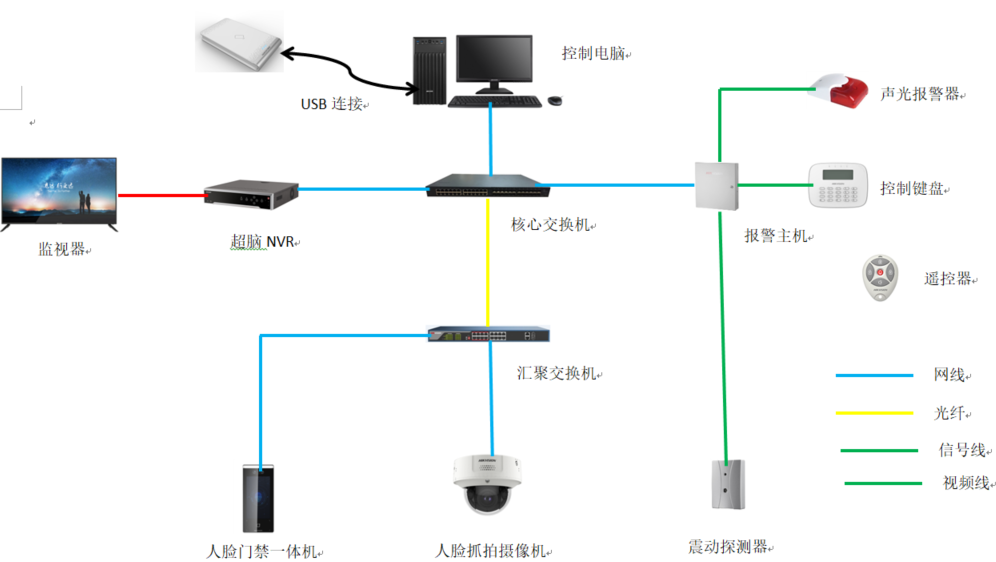 控制电脑
USB 连接
声光报警器
控制键盘
核心交换机
报警主机
超脑 NVR
监视器
遥控器
汇聚交换机
网线
光纤
信号线
视频线
人脸门禁一体机
人脸抓拍摄像机
震动探测器